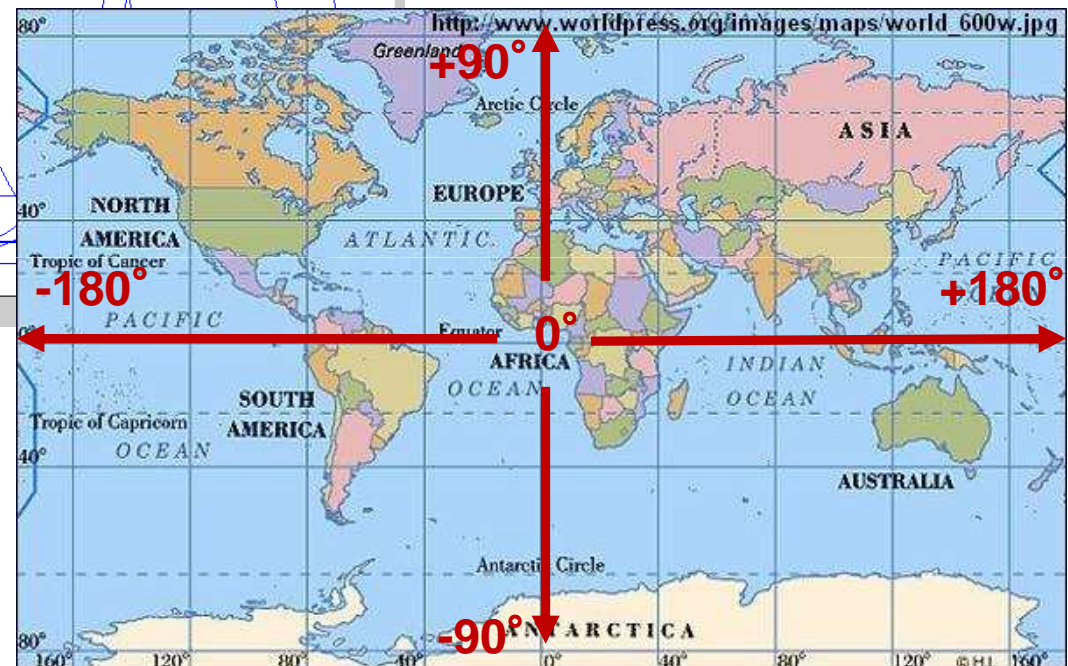 http://www.worldpress.org/images/maps/world_600w.jpg
80°
Greenland
+90°
Arctic Circle
ASIA
EUROPE
NORTH
AMERICA
40°
ATLANTIC
Tropic of Cancer
PACIFIC
-180°
+180°
PACIFIC
0°
Equator
AFRICA
INDIAN
OCEAN
OCEAN
SOUTH
AMERICA
Tropic of Capricorn
OCEAN
40°
AUSTRALIA
Antarctic Circle
-90°
ANTARCTICA
80°
160° 120° 80° 40° 0° 40° 80° 120° 160°